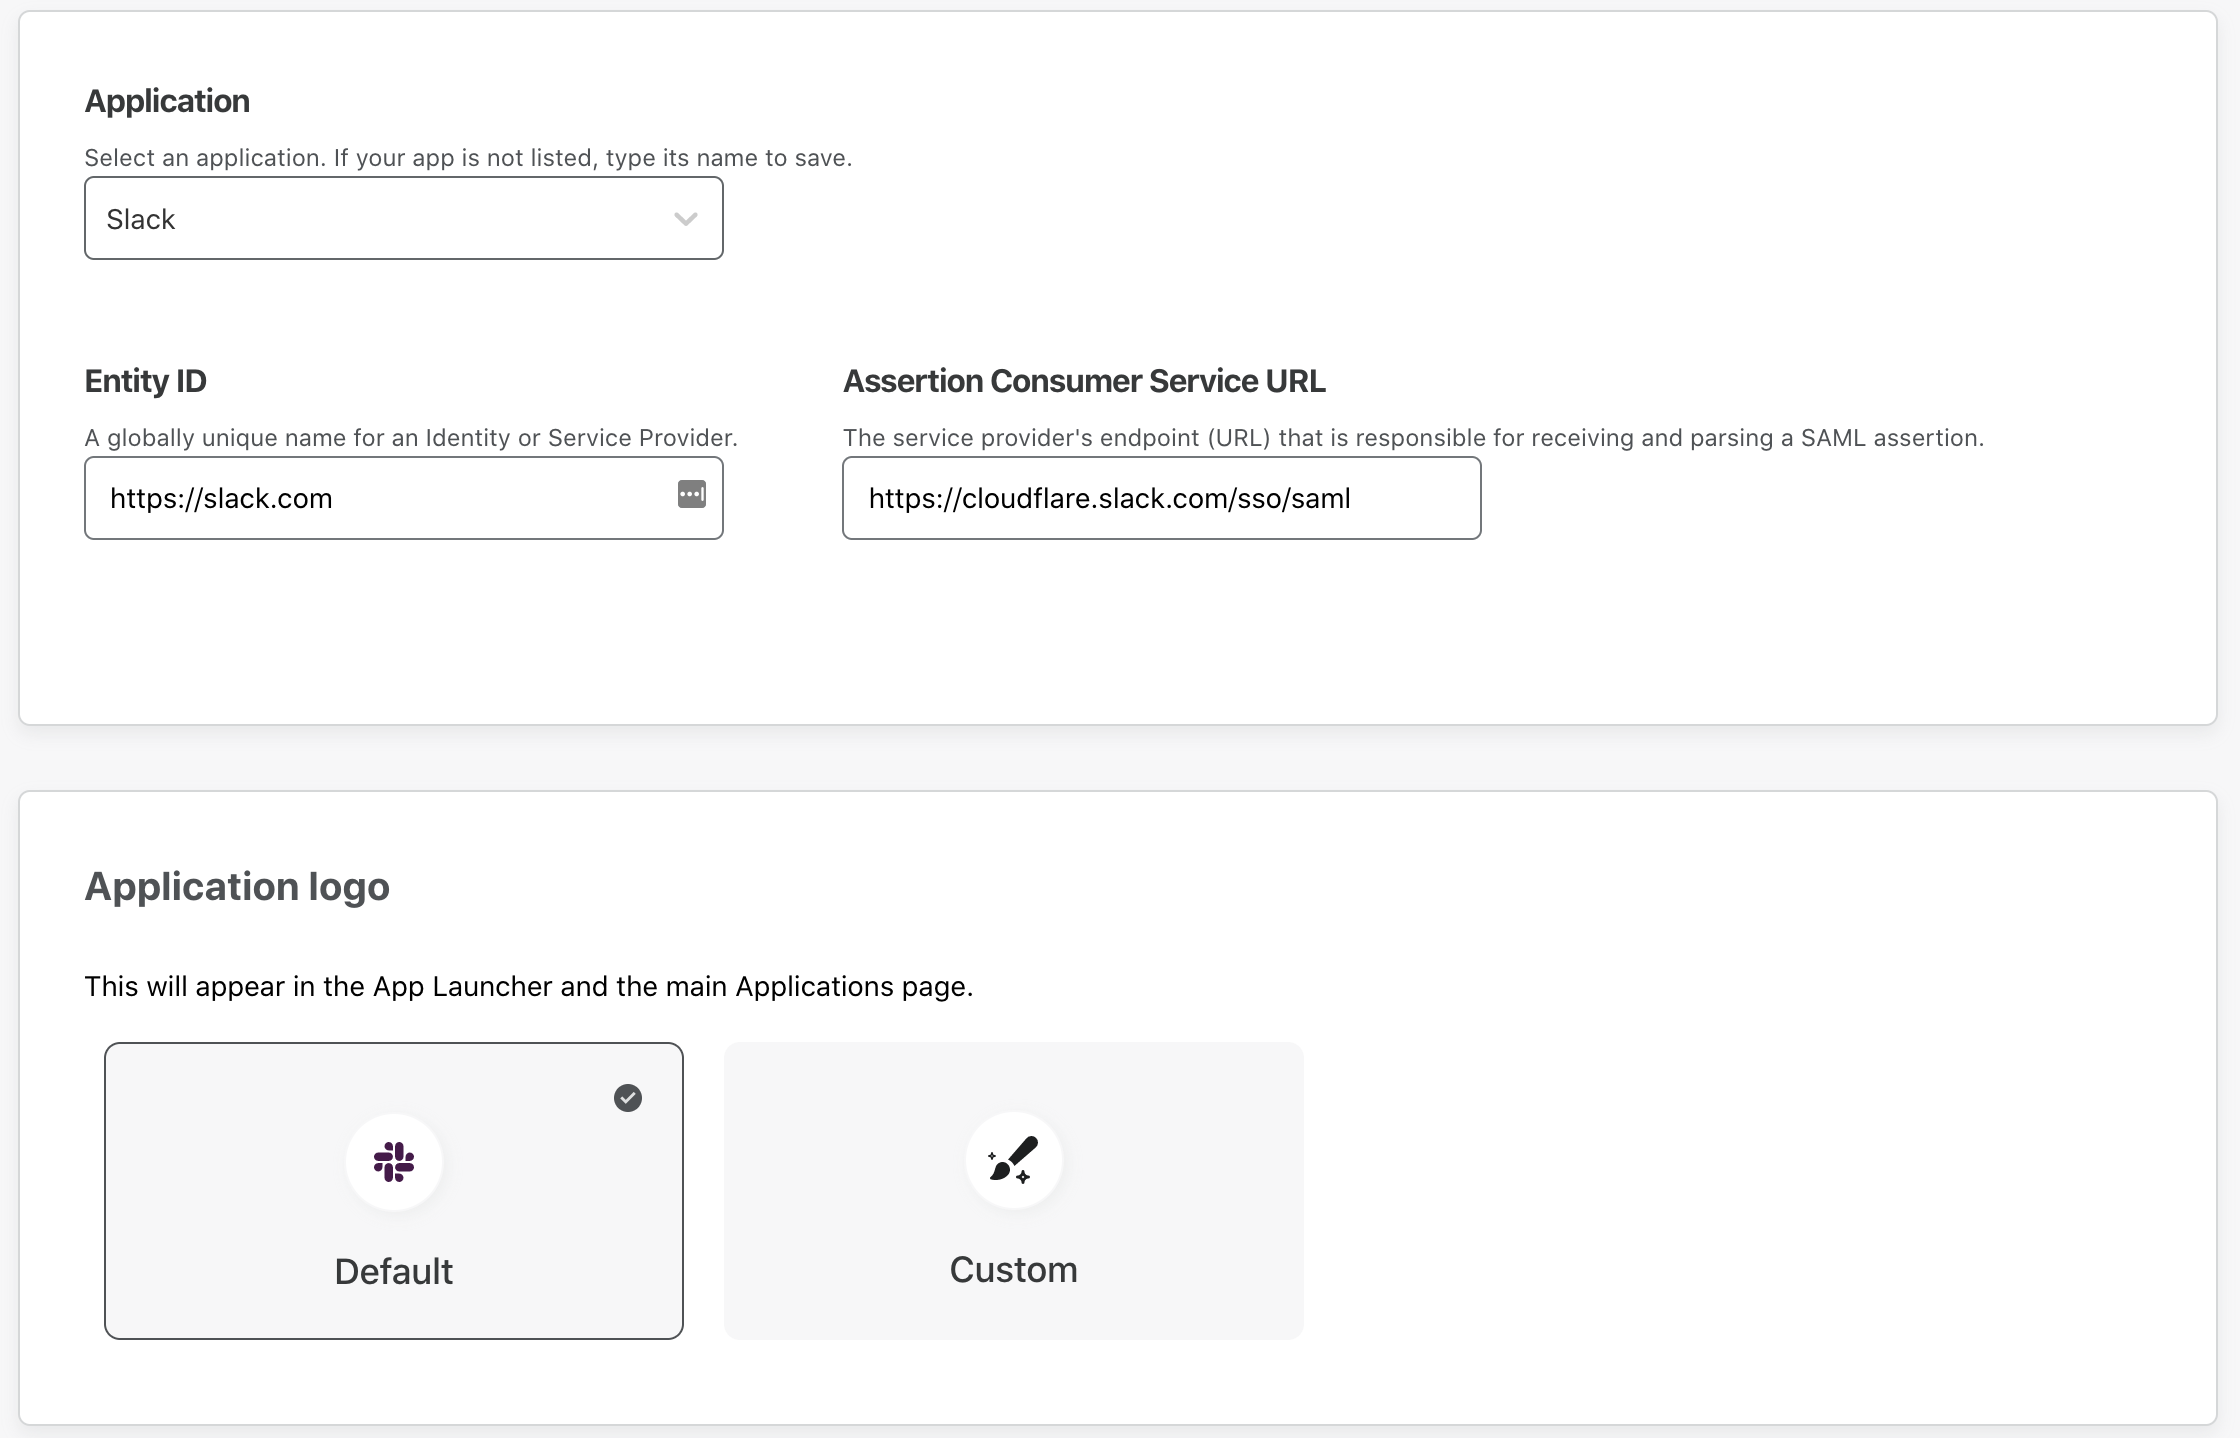 Application
Select an application. If your app is not listed, type its name to save.
Slack
Entity ID
A globally unique name for an Identity or Service Provider.
https://slack.com
Assertion Consumer Service URL
The service provider's endpoint (URL) that is responsible for receiving and parsing a SAML assertion.
https://cloudflare.slack.com/sso/saml
Application logo
This will appear in the App Launcher and the main Applications page.
Default
Custom